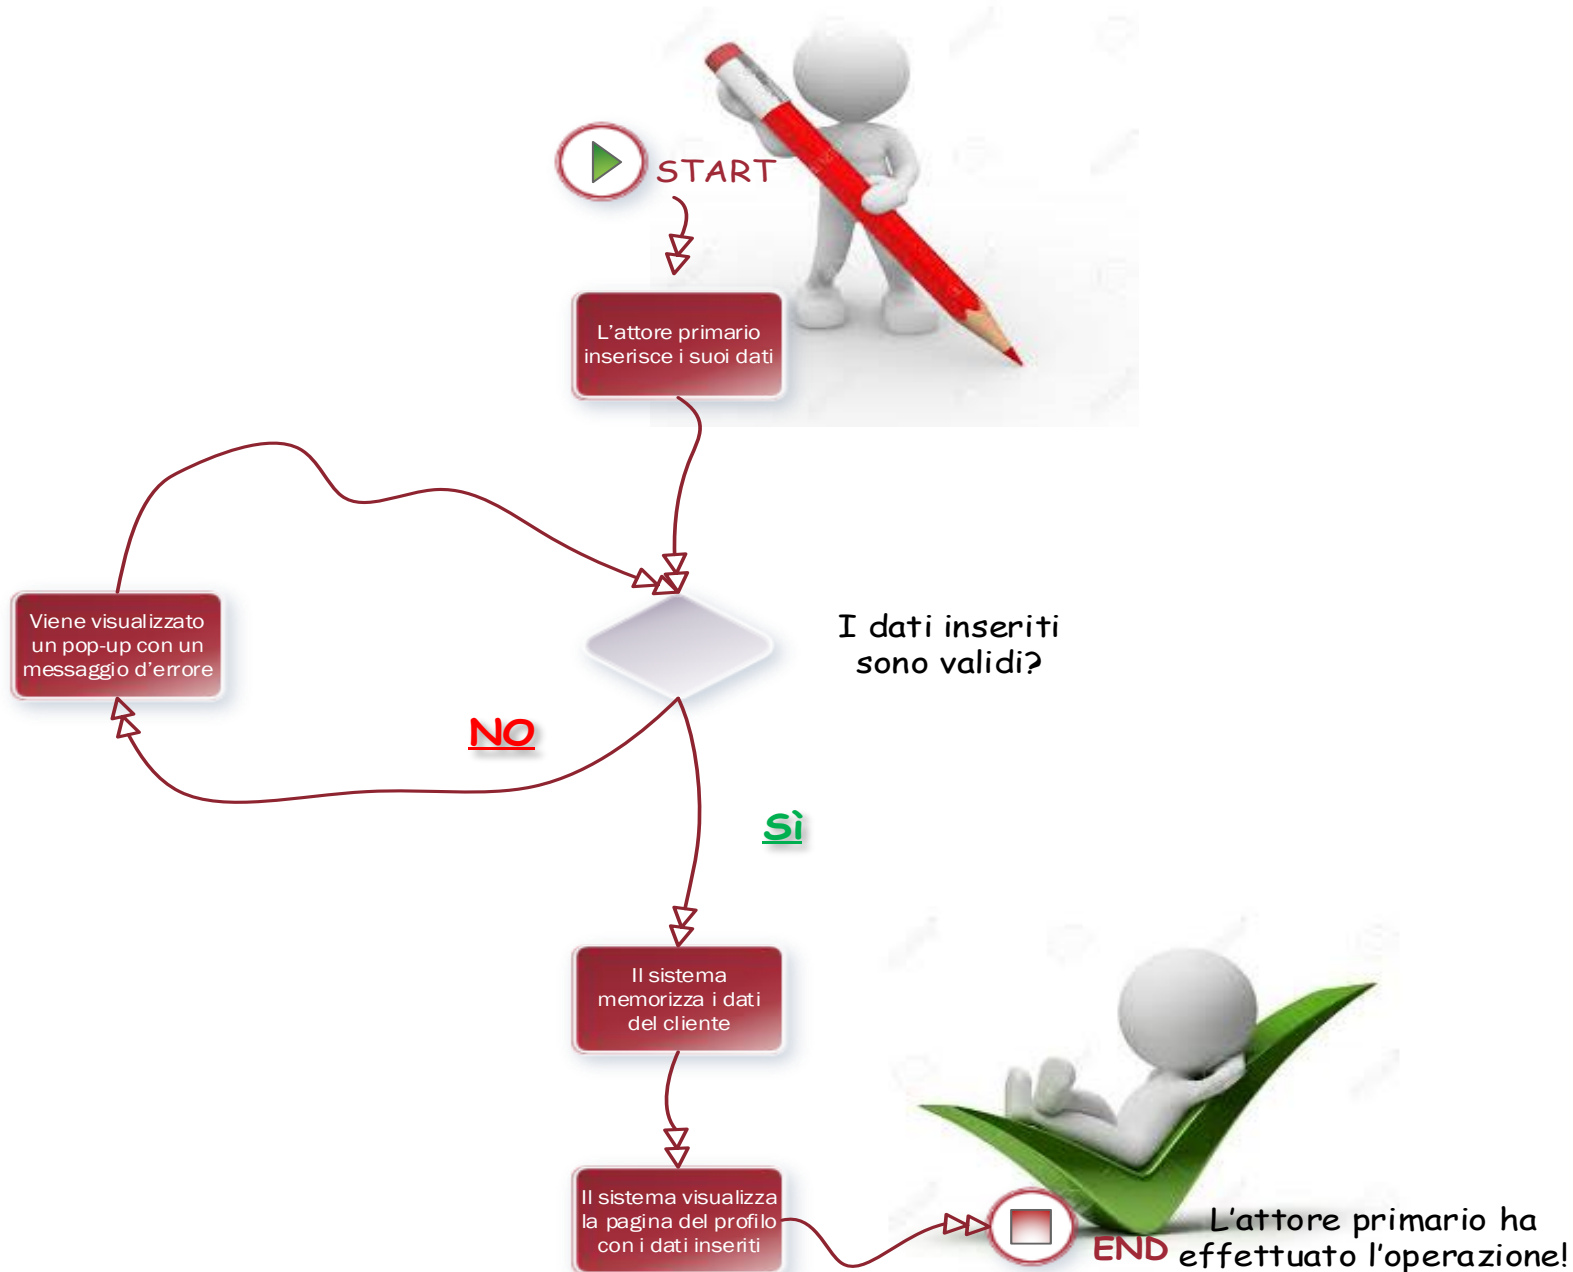 START
L'attore primario
inserisce i suoi dati
I dati inseriti
sono validi?
Viene visualizzato
un pop-up con un
messaggio d'errore
NO
Sì
Il sistema
memorizza i dati
del cliente
Il sistema visualizza
la pagina del profilo
con i dati inseriti
END
L'attore primario ha
effettuato l'operazione!